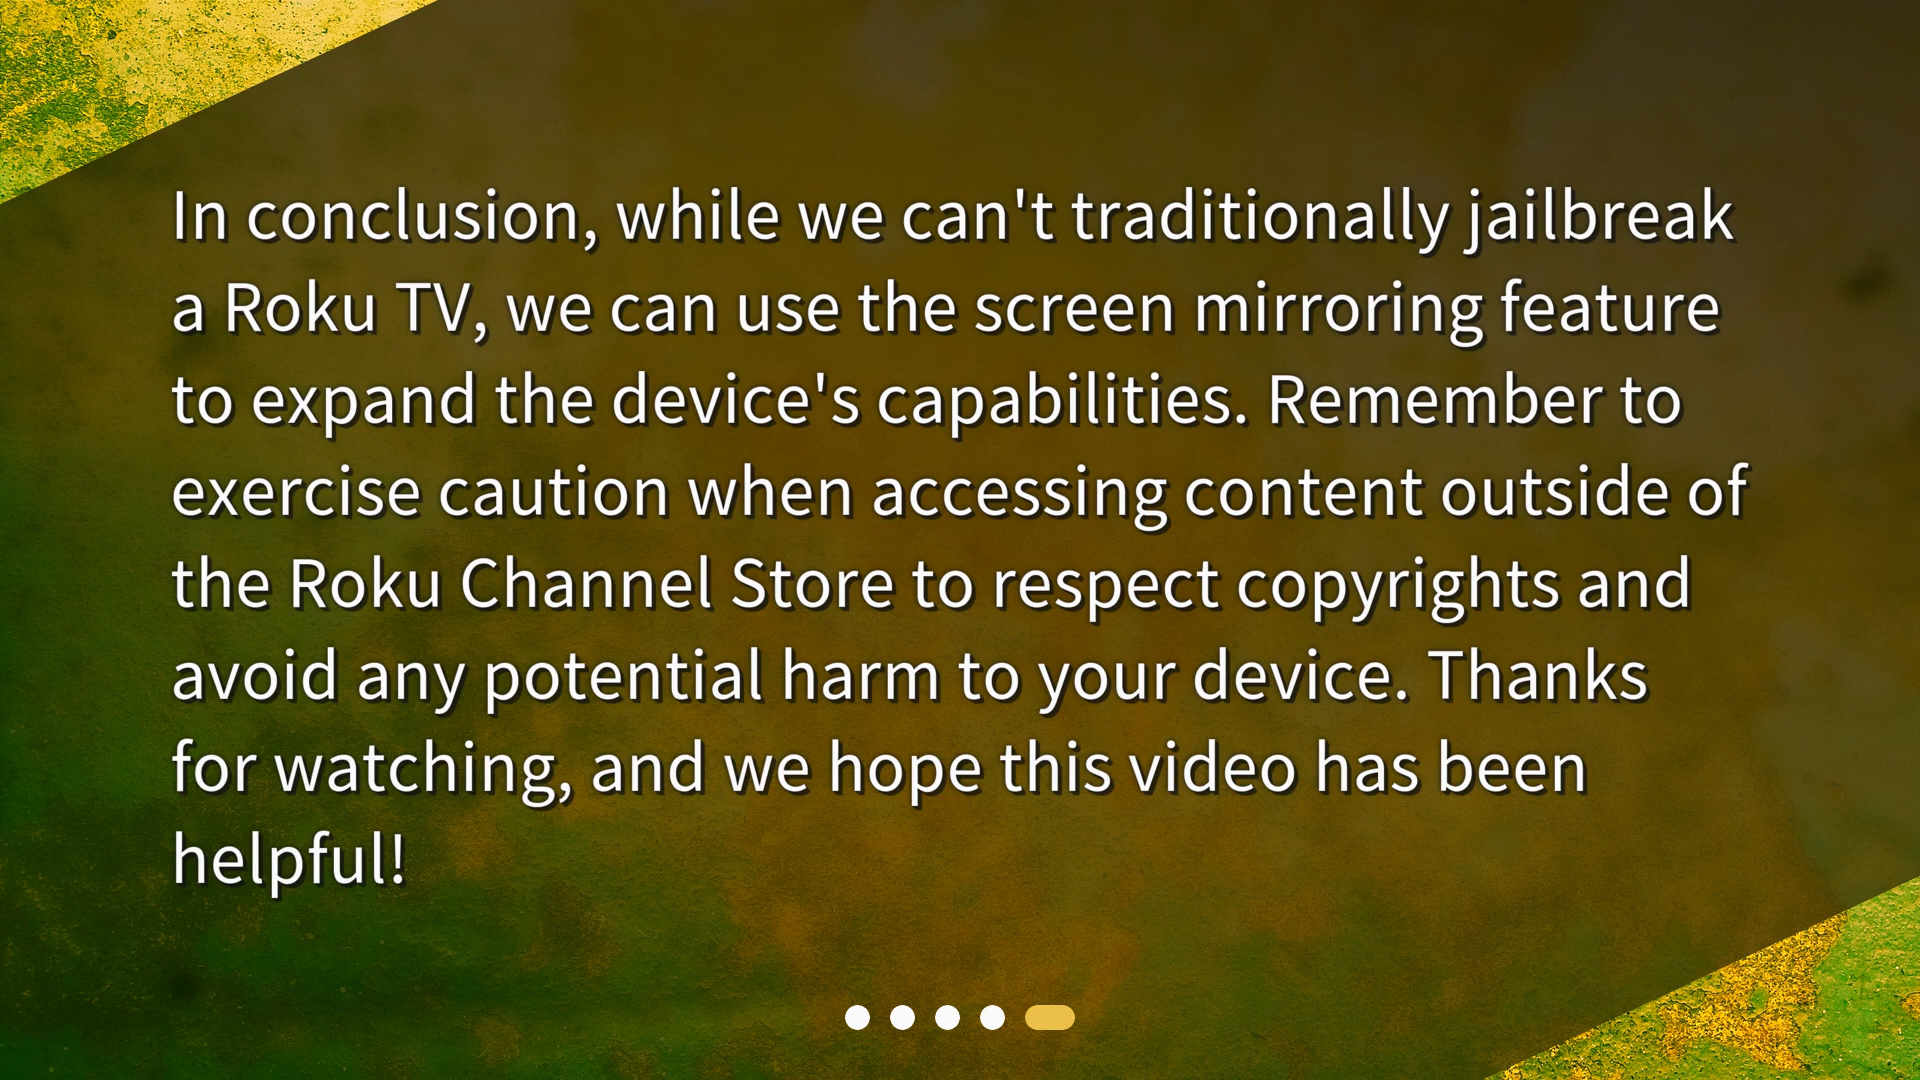 In conclusion, while we can't traditionally jailbreak
a Roku TV, we can use the screen mirroring feature
to expand the device's capabilities. Remember to
exercise caution when accessing content outside of
the Roku Channel Store to respect copyrights and
avoid any potential harm to your device. Thanks
for watching, and we hope this video has been
helpful!